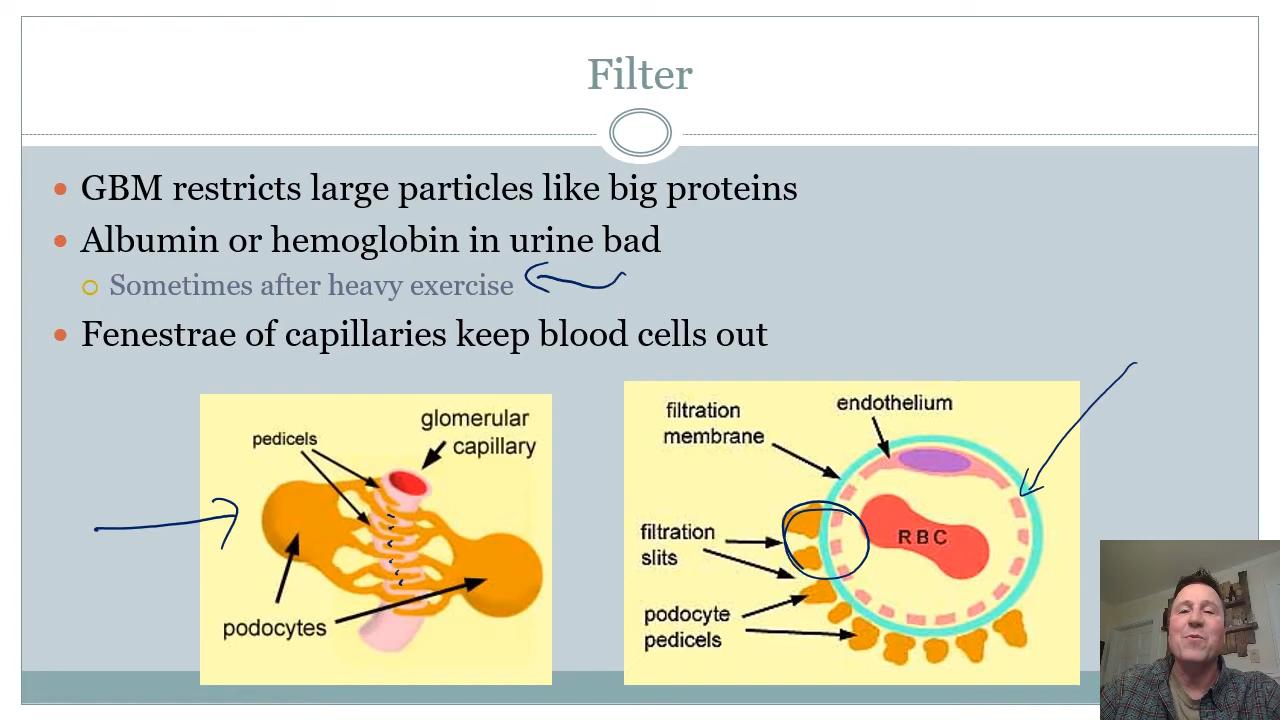 Filter
GBM restricts large particles like big proteins
Albumin or hemoglobin in urine bad
Sometimes after heavy exercise
Fenestrae of capillaries keep blood cells out
pedicels
glomerular
capillary
podocytes
filtration
membrane
endothelium
RBC
filtration
slits
podocyte
pedicels